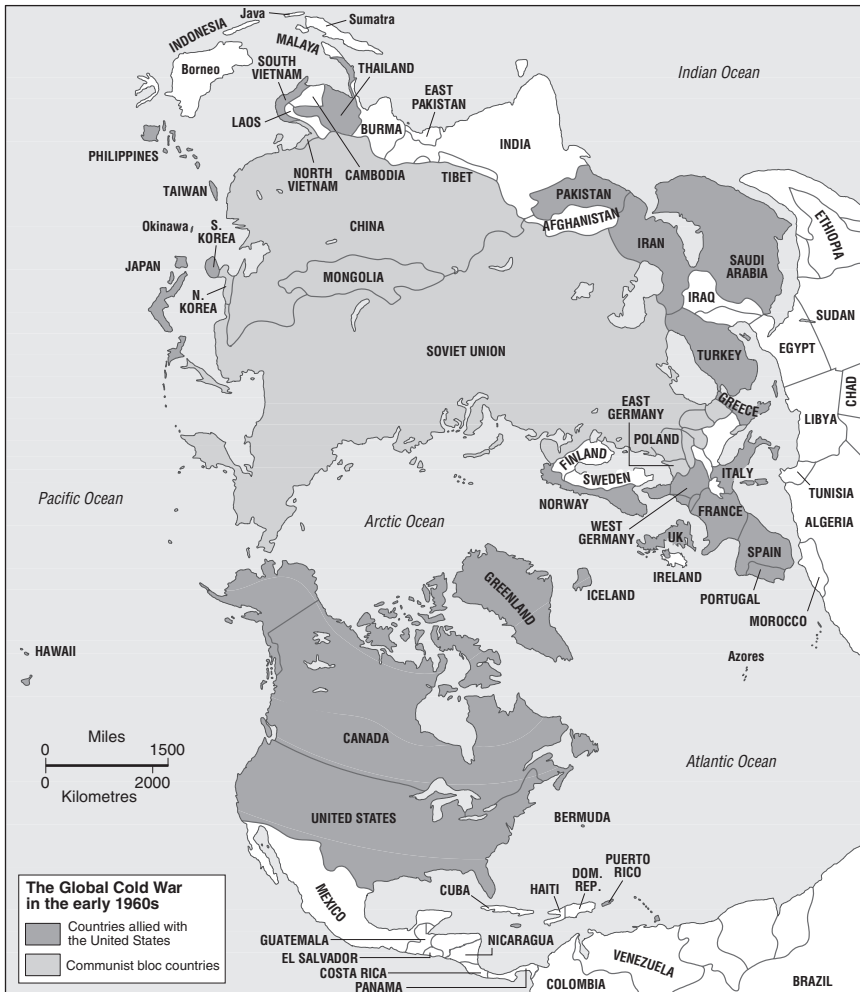 Java
Sumatra
INDONESIA
MALAYA
Borneo
SOUTH
VIETNAM
THAILAND
Indian Ocean
EAST
PAKISTAN
LAOS
BURMA
INDIA
PHILIPPINES
NORTH
VIETNAM
CAMBODIA
TIBET
TAIWAN
PAKISTAN
ETHIOPIA
Okinawa
S.
KOREA
CHINA
AFGHANISTAN
IRAN
SAUDI
ARABIA
JAPAN
MONGOLIA
N.
KOREA
IRAQ
SUDAN
SOVIET UNION
TURKEY
EGYPT
CHAD
GREECE
EAST
GERMANY
LIBYA
POLAND
FINLAND
ITALY
SWEDEN
TUNISIA
Pacific Ocean
NORWAY
Arctic Ocean
FRANCE
ALGERIA
WEST
GERMANY
UK
SPAIN
IRELAND
GREENLAND
ICELAND
PORTUGAL
MOROCCO
HAWAII
Azores
Miles
0 1500
0 2000
Kilometres
CANADA
Atlantic Ocean
UNITED STATES
BERMUDA
The Global Cold War
in the early 1960s
Countries allied with
the United States
Communist bloc countries
MEXICO
CUBA
HAITI
DOM.
REP.
PUERTO
RICO
GUATEMALA
NICARAGUA
EL SALVADOR
COSTA RICA
PANAMA
COLOMBIA
VENEZUELA
BRAZIL